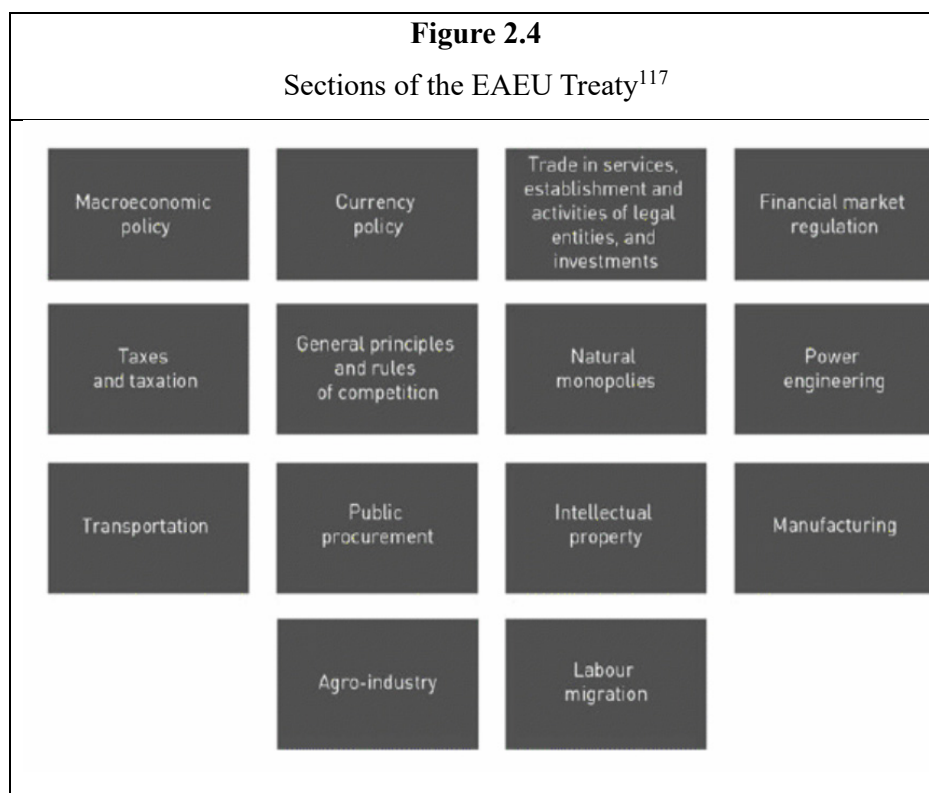 Figure 2.4
Sections of the EAEU Treaty117
Macroeconomic
policy
Currency
policy
Trade in services,
establishment and
activities of legal
entities, and
investments
Financial market
regulation
Taxes
and taxation
General principles
and rules
of competition
Natural
monopolies
Power
engineering
Transportation
Public
procurement
Intellectual
property
Manufacturing
Agro-industry
Labour
migration